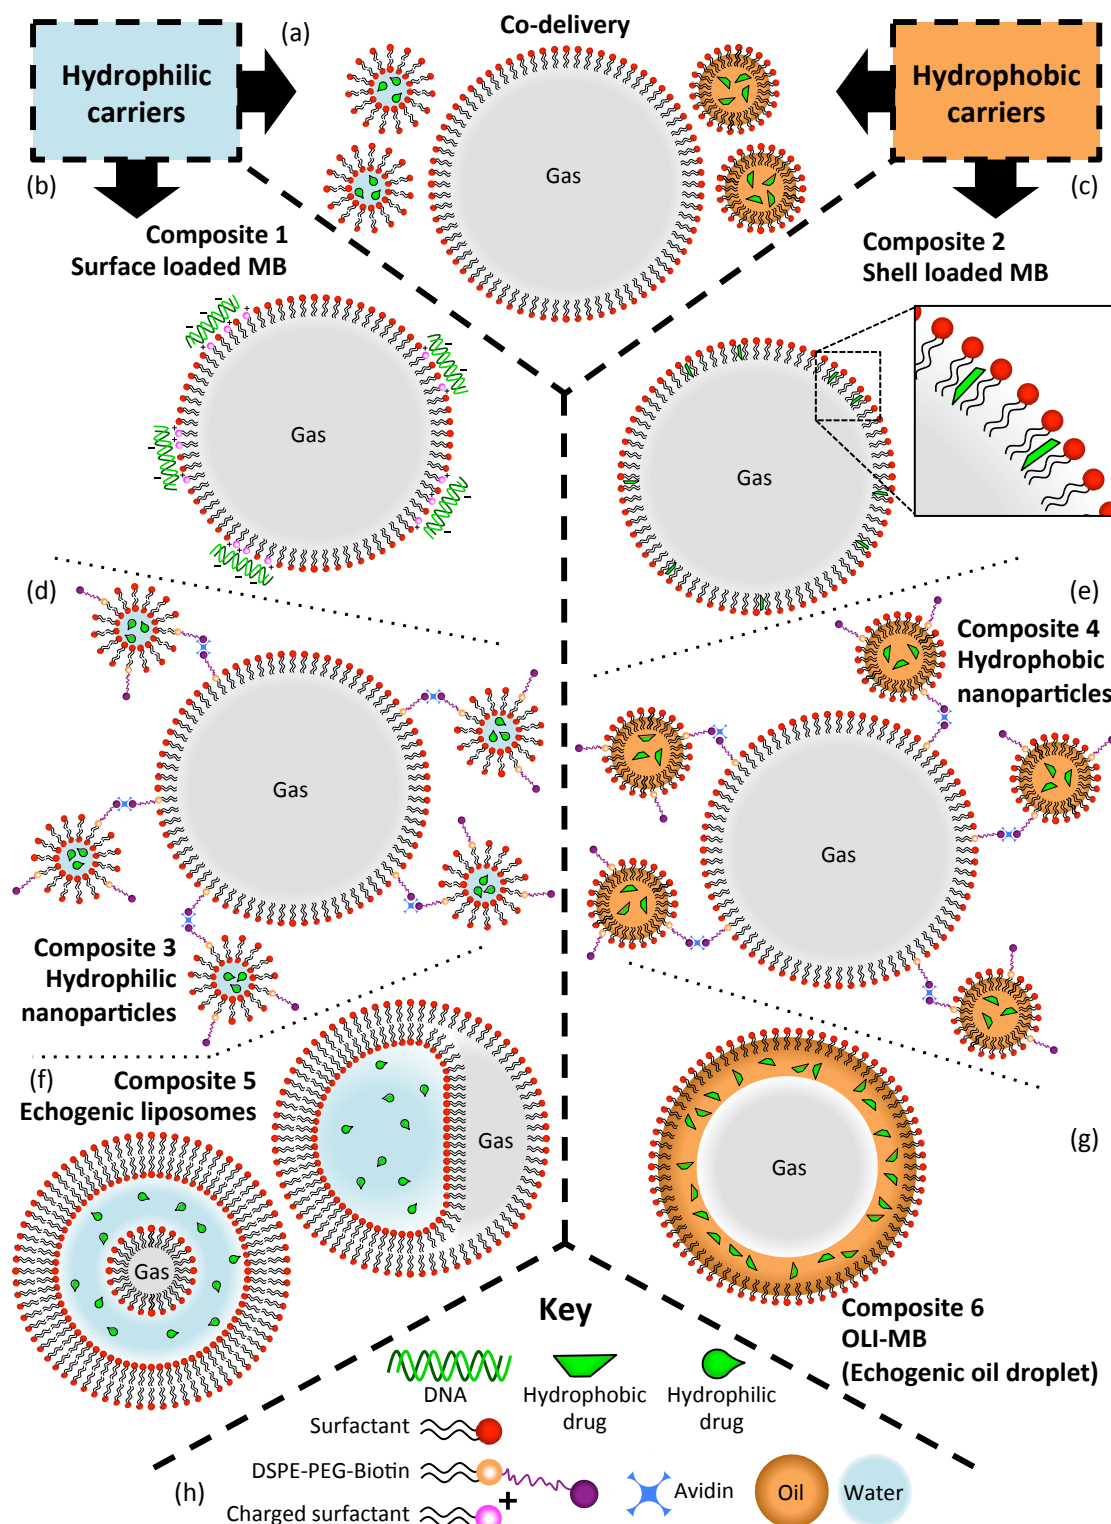 (a)
Co-delivery
Hydrophilic
carriers
Hydrophobic
carriers
Gas
(b)
(c)
Composite 1
Surface loaded MB
Composite 2
Shell loaded MB
Gas
Gas
(d)
(e)
Composite 4
Hydrophobic
nanoparticles
Gas
Gas
Composite 3
Hydrophilic
nanoparticles
(f)
Composite 5
Echogenic liposomes
Gas
Gas
(g)
Gas
Composite 6
OLI-MB
(Echogenic oil droplet)
Key
DNA
Hydrophobic
drug
Hydrophilic
drug
Surfactant
DSPE-PEG-Biotin
(h)
Charged surfactant
+
Avidin
Oil
Water